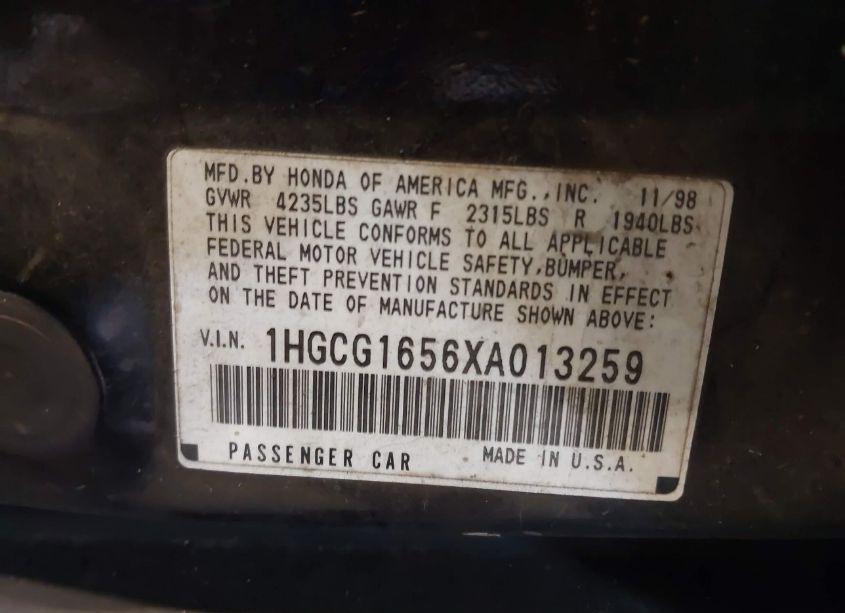 MFD.BY HONDA OF AMERICA MFG.,INC. 11/98
GVWR 4235LBS GAWR F 2315LBS R 1940LBS
THIS VEHICLE CONFORMS TO ALL APPLICABLE
FEDERAL MOTOR VEHICLE SAFETY,BUMPER,
AND THEFT PREVENTION STANDARDS IN EFFECT
ON THE DATE OF MANUFACTURE SHOWN ABOVE:
V.I.N. 1HGCG1656XA013259
PASSENGER CAR MADE IN U.S.A.